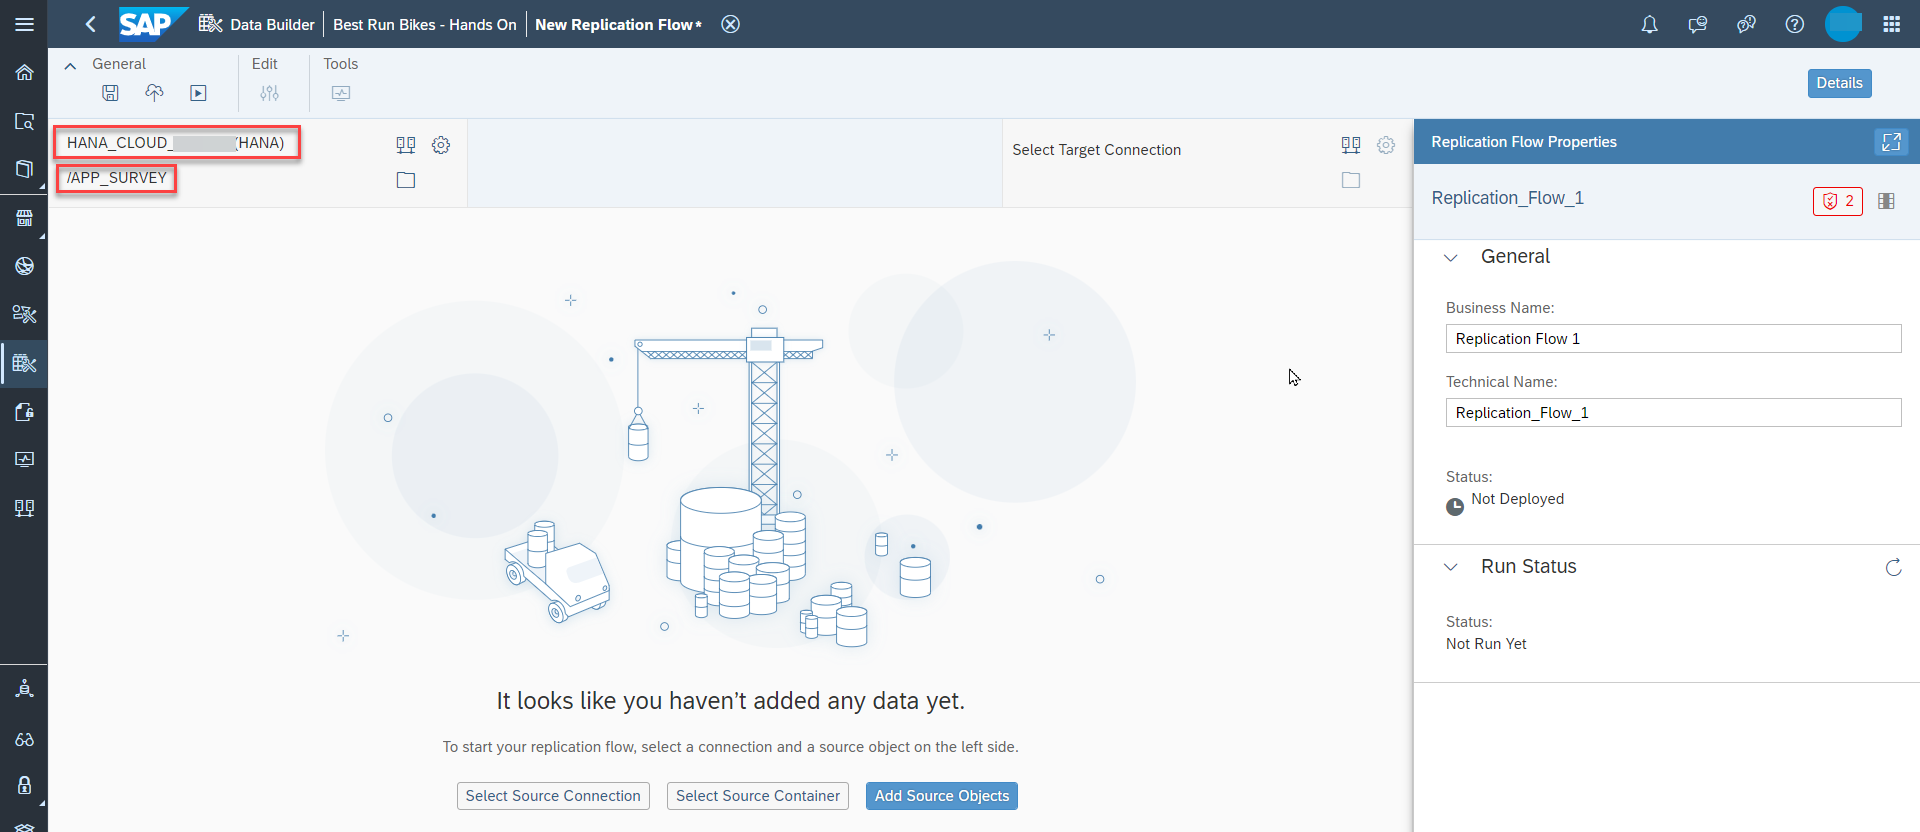 SAP Data Builder Best Run Bikes - Hands On New Replication Flow*
General Edit Tools
Details
HANA_CLOUD_ (HANA)
/APP_SURVEY
Select Target Connection
Replication Flow Properties
Replication_Flow_1
2
General
Business Name:
Replication Flow 1
Technical Name:
Replication_Flow_1
Status:
Not Deployed
Run Status
Status:
Not Run Yet
It looks like you haven’t added any data yet.
To start your replication flow, select a connection and a source object on the left side.
Select Source Connection Select Source Container Add Source Objects